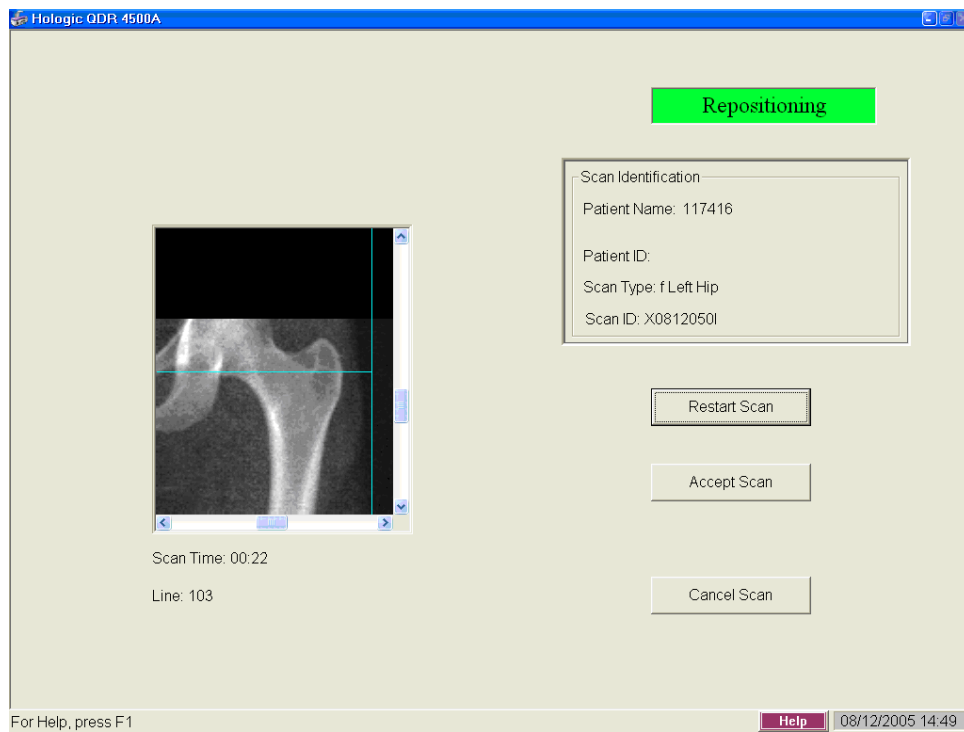 Hologic QDR 4500A
Repositioning
Scan Identification
Patient Name: 117416
Patient ID:
Scan Type: f Left Hip
Scan ID: X0812050I
Restart Scan
Accept Scan
Scan Time: 00:22
Line: 103
Cancel Scan
For Help, press F1
Help
08/12/2005 14:49